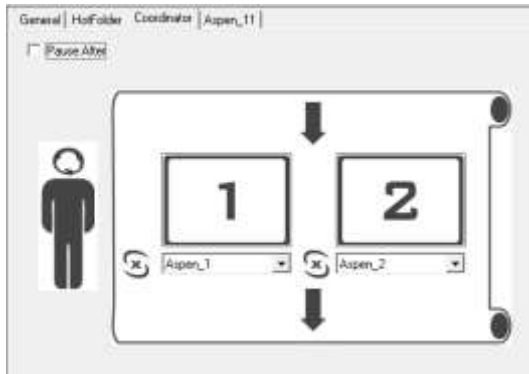 General HotFolder Coordinator Aspen_11
Pause After
1 2
x Aspen_1 x Aspen_2